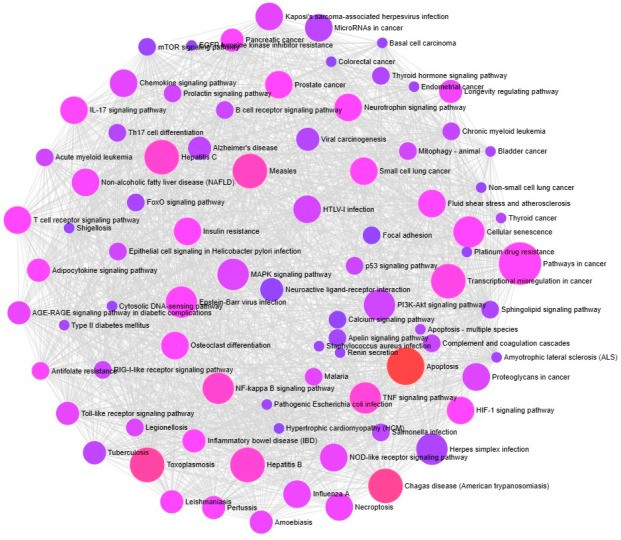 Kaposi's sarcoma-associated herpesvirus infection
MicroRNAs in cancer
Pancreatic cancer
mTOR signaling pathway
EGFR tyrosine kinase inhibitor resistance
Basal cell carcinoma
Colorectal cancer
Thyroid hormone signaling pathway
Chemokine signaling pathway
Prostate cancer
Endometrial cancer
Longevity regulating pathway
Prolactin signaling pathway
IL-17 signaling pathway
B cell receptor signaling pathway
Neurotrophin signaling pathway
Th17 cell differentiation
Viral carcinogenesis
Chronic myeloid leukemia
Alzheimer's disease
Acute myeloid leukemia
Hepatitis C
Mitophagy - animal
Bladder cancer
Measles
Small cell lung cancer
Non-alcoholic fatty liver disease (NAFLD)
Non-small cell lung cancer
FoxO signaling pathway
HTLV-I infection
Fluid shear stress and atherosclerosis
T cell receptor signaling pathway
Thyroid cancer
Shigellosis
Insulin resistance
Focal adhesion
Cellular senescence
Epithelial cell signaling in Helicobacter pylori infection
Platinum drug resistance
Pathways in cancer
Adipocytokine signaling pathway
MAPK signaling pathway
p53 signaling pathway
Transcriptional misregulation in cancer
Neuroactive ligand-receptor interaction
Cytosolic DNA-sensing pathway
Epstein-Barr virus infection
PI3K-Akt signaling pathway
AGE-RAGE signaling pathway in diabetic complications
Sphingolipid signaling pathway
Calcium signaling pathway
Type II diabetes mellitus
Apoptosis - multiple species
Apelin signaling pathway
Osteoclast differentiation
Staphylococcus aureus infection
Complement and coagulation cascades
Renin secretion
Amyotrophic lateral sclerosis (ALS)
Antifolate resistance
RIG-I-like receptor signaling pathway
Apoptosis
Malaria
Proteoglycans in cancer
NF-kappa B signaling pathway
TNF signaling pathway
Pathogenic Escherichia coli infection
Toll-like receptor signaling pathway
HIF-1 signaling pathway
Legionellosis
Hypertrophic cardiomyopathy (HCM)
Salmonella infection
Inflammatory bowel disease (IBD)
Tuberculosis
Herpes simplex infection
NOD-like receptor signaling pathway
Toxoplasmosis
Hepatitis B
Chagas disease (American trypanosomiasis)
Influenza A
Leishmaniasis
Pertussis
Necroptosis
Amoebiasis